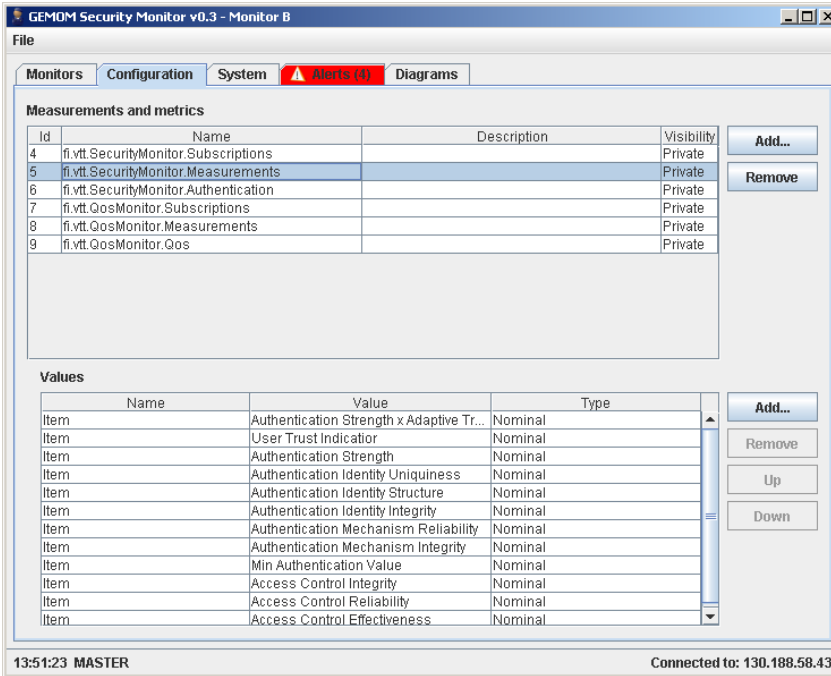 GEMOM Security Monitor v0.3 - Monitor B
File
Monitors Configuration System Alerts (4) Diagrams
Measurements and metrics
Id Name Description Visibility
4 fi.vtt.SecurityMonitor.Subscriptions Private
5 fi.vtt.SecurityMonitor.Measurements Private
6 fi.vtt.SecurityMonitor.Authentication Private
7 fi.vtt.QosMonitor.Subscriptions Private
8 fi.vtt.QosMonitor.Measurements Private
9 fi.vtt.QosMonitor.Qos Private
Add...
Remove
Values
Name Value Type
Item Authentication Strength x Adaptive Tr... Nominal
Item User Trust Indicatior Nominal
Item Authentication Strength Nominal
Item Authentication Identity Uniquiness Nominal
Item Authentication Identity Structure Nominal
Item Authentication Identity Integrity Nominal
Item Authentication Mechanism Reliability Nominal
Item Authentication Mechanism Integrity Nominal
Item Min Authentication Value Nominal
Item Access Control Integrity Nominal
Item Access Control Reliability Nominal
Item Access Control Effectiveness Nominal
Add...
Remove
Up
Down
13:51:23 MASTER Connected to: 130.188.58.43